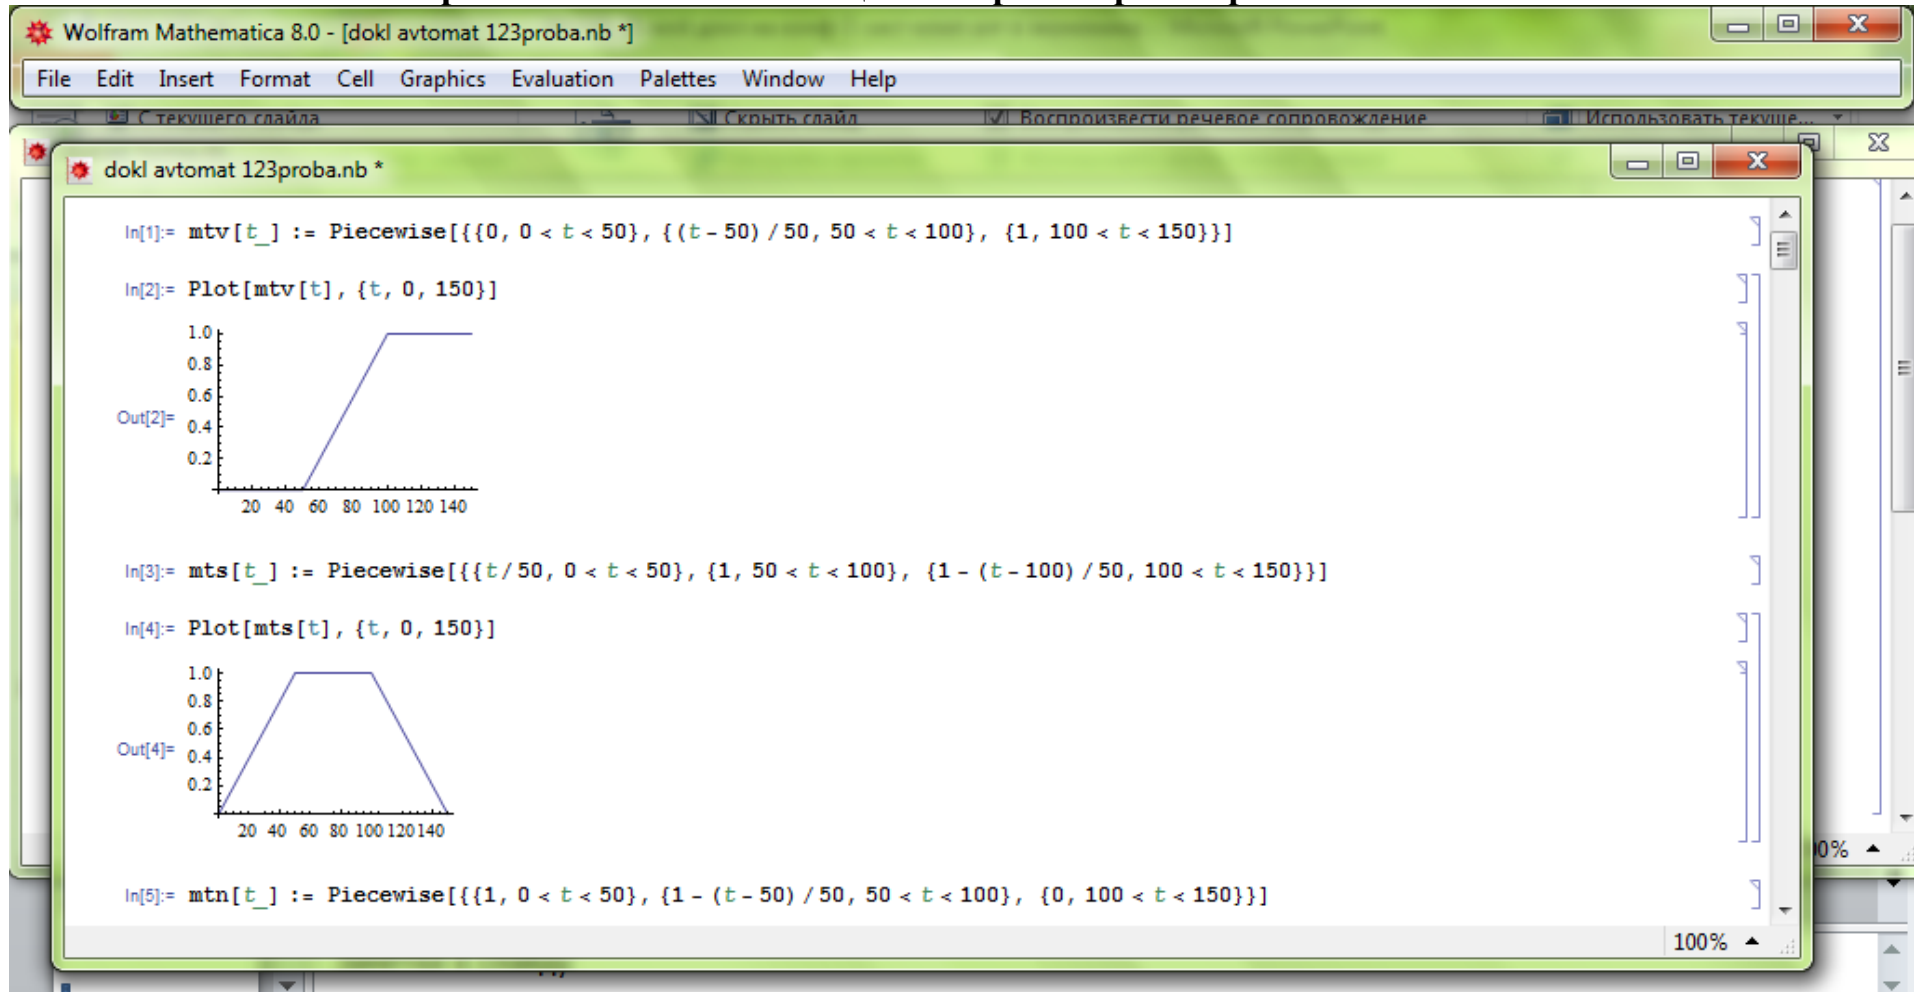 Wolfram Mathematica 8.0 - [dokl avtomat 123proba.nb *]
File Edit Insert Format Cell Graphics Evaluation Palettes Window Help
С текущего слайда Скрыть слайд Воспроизвести речевое сопровождение Использовать текуще...
dokl avtomat 123proba.nb *
In[1]:= mtv[t_] := Piecewise[{{0, 0 < t < 50}, {(t - 50) / 50, 50 < t < 100}, {1, 100 < t < 150}}]
In[2]:= Plot[mtv[t], {t, 0, 150}]
1.0
0.8
0.6
Out[2]= 0.4
0.2
20 40 60 80 100 120 140
In[3]:= mts[t_] := Piecewise[{{t / 50, 0 < t < 50}, {1, 50 < t < 100}, {1 - (t - 100) / 50, 100 < t < 150}}]
In[4]:= Plot[mts[t], {t, 0, 150}]
1.0
0.8
0.6
Out[4]= 0.4
0.2
20 40 60 80 100 120 140
In[5]:= mtn[t_] := Piecewise[{{1, 0 < t < 50}, {1 - (t - 50) / 50, 50 < t < 100}, {0, 100 < t < 150}}]
100%